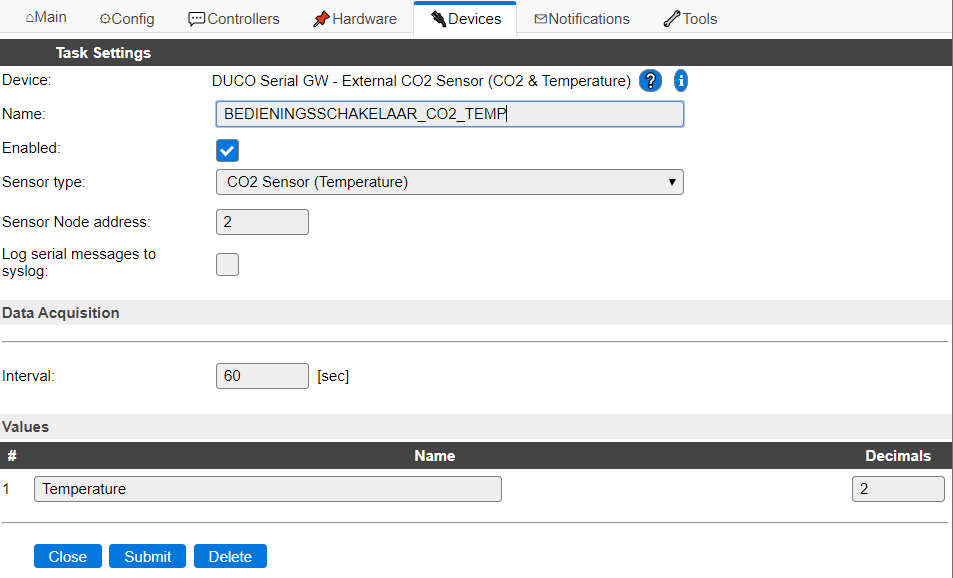 Main Config Controllers Hardware Devices Notifications Tools
Task Settings
Device: DUCO Serial GW - External CO2 Sensor (CO2 & Temperature) ? i
Name: BEDIENINGSSCHAKELAAR_CO2_TEMP
Enabled:
Sensor type: CO2 Sensor (Temperature)
Sensor Node address: 2
Log serial messages to
syslog:
Data Acquisition
Interval: 60 [sec]
Values
# Name Decimals
1 Temperature 2
Close Submit Delete